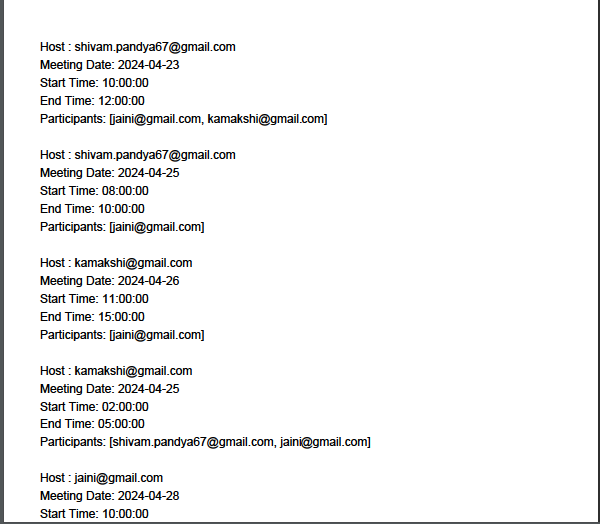 Host : shivam.pandya67@gmail.com
Meeting Date: 2024-04-23
Start Time: 10:00:00
End Time: 12:00:00
Participants: [jaini@gmail.com, kamakshi@gmail.com]
Host : shivam.pandya67@gmail.com
Meeting Date: 2024-04-25
Start Time: 08:00:00
End Time: 10:00:00
Participants: [jaini@gmail.com]
Host : kamakshi@gmail.com
Meeting Date: 2024-04-26
Start Time: 11:00:00
End Time: 15:00:00
Participants: [jaini@gmail.com]
Host : kamakshi@gmail.com
Meeting Date: 2024-04-25
Start Time: 02:00:00
End Time: 05:00:00
Participants: [shivam.pandya67@gmail.com, jaini@gmail.com]
Host : jaini@gmail.com
Meeting Date: 2024-04-28
Start Time: 10:00:00